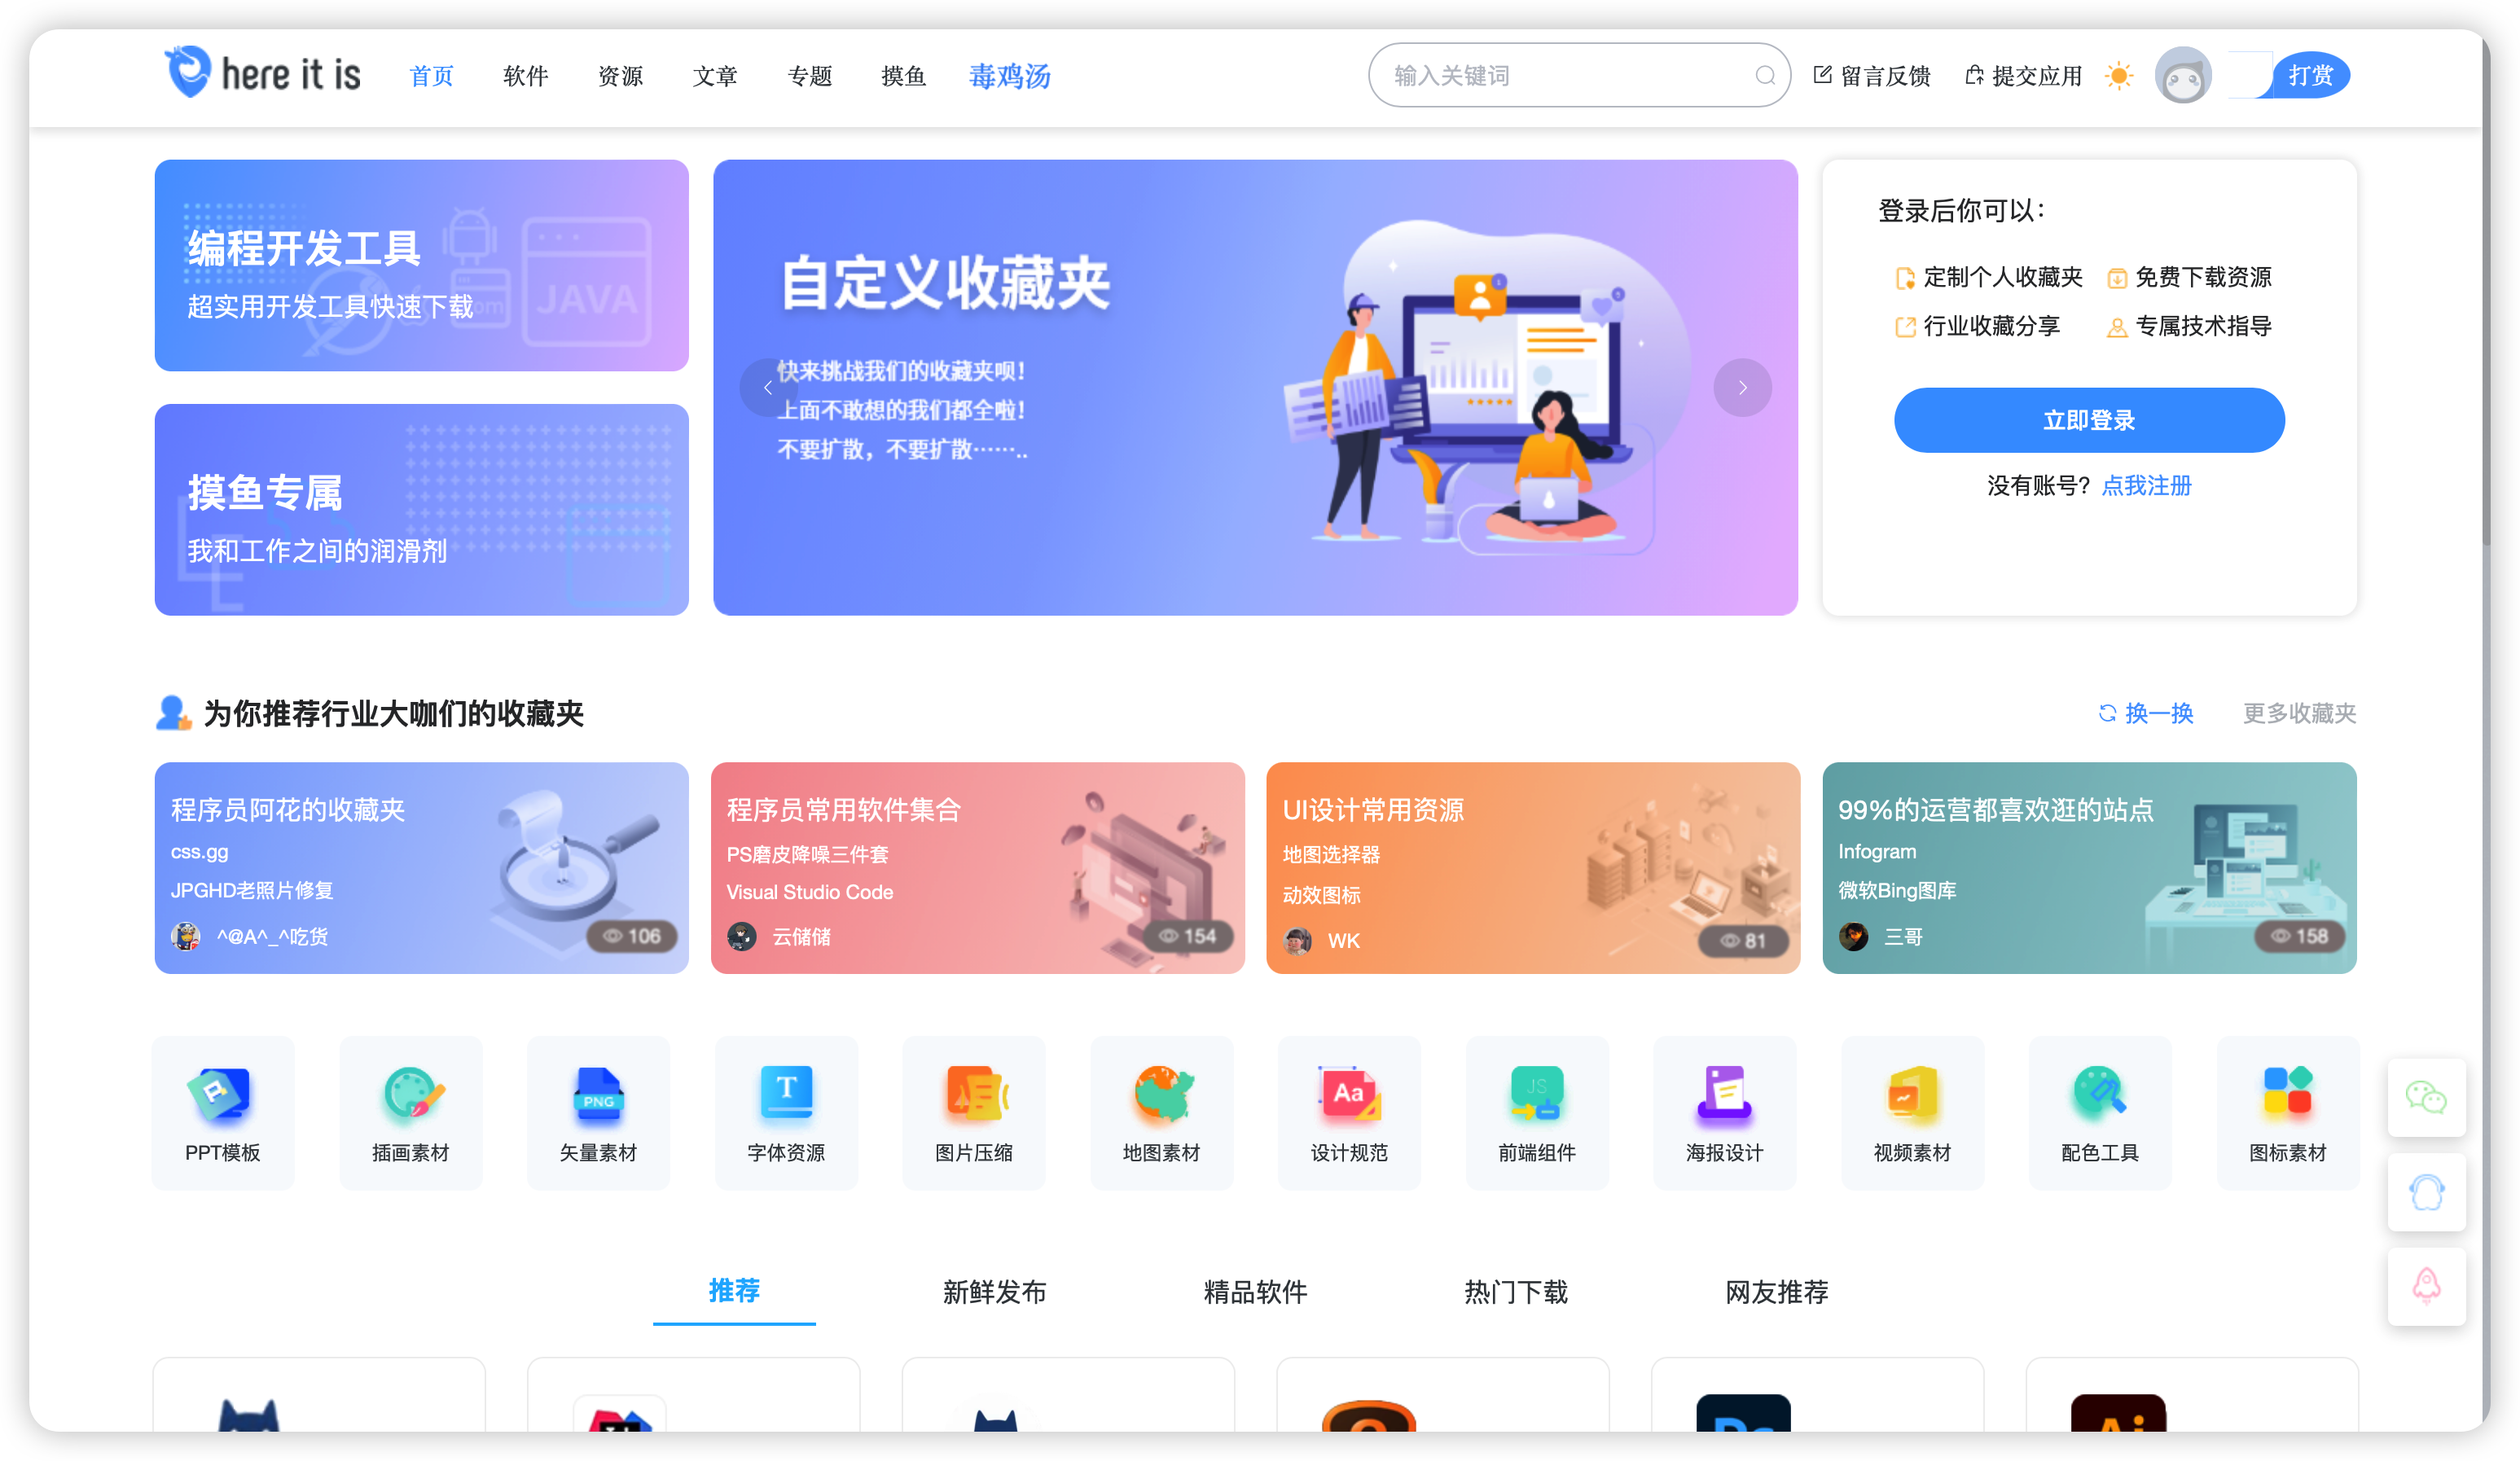 here it is
首页 软件 资源 文章 专题 摸鱼 毒鸡汤
输入关键词
留言反馈 提交应用 打赏
编程开发工具
超实用开发工具快速下载
JAVA
com
摸鱼专属
我和工作之间的润滑剂
自定义收藏夹
快来挑战我们的收藏夹呗！
上面不敢想的我们都全啦！
不要扩散，不要扩散……..
登录后你可以：
定制个人收藏夹 免费下载资源
行业收藏分享 专属技术指导
立即登录
没有账号？ 点我注册
为你推荐行业大咖们的收藏夹
换一换 更多收藏夹
程序员阿花的收藏夹
css.gg
JPGHD老照片修复
^@A^_^吃货
106
程序员常用软件集合
PS磨皮降噪三件套
Visual Studio Code
云储储
154
UI设计常用资源
地图选择器
动效图标
WK
81
99%的运营都喜欢逛的站点
Infogram
微软Bing图库
三哥
158
P
PNG
T
Aa
JS
PPT模板 插画素材 矢量素材 字体资源 图片压缩 地图素材 设计规范 前端组件 海报设计 视频素材 配色工具 图标素材
推荐 新鲜发布 精品软件 热门下载 网友推荐